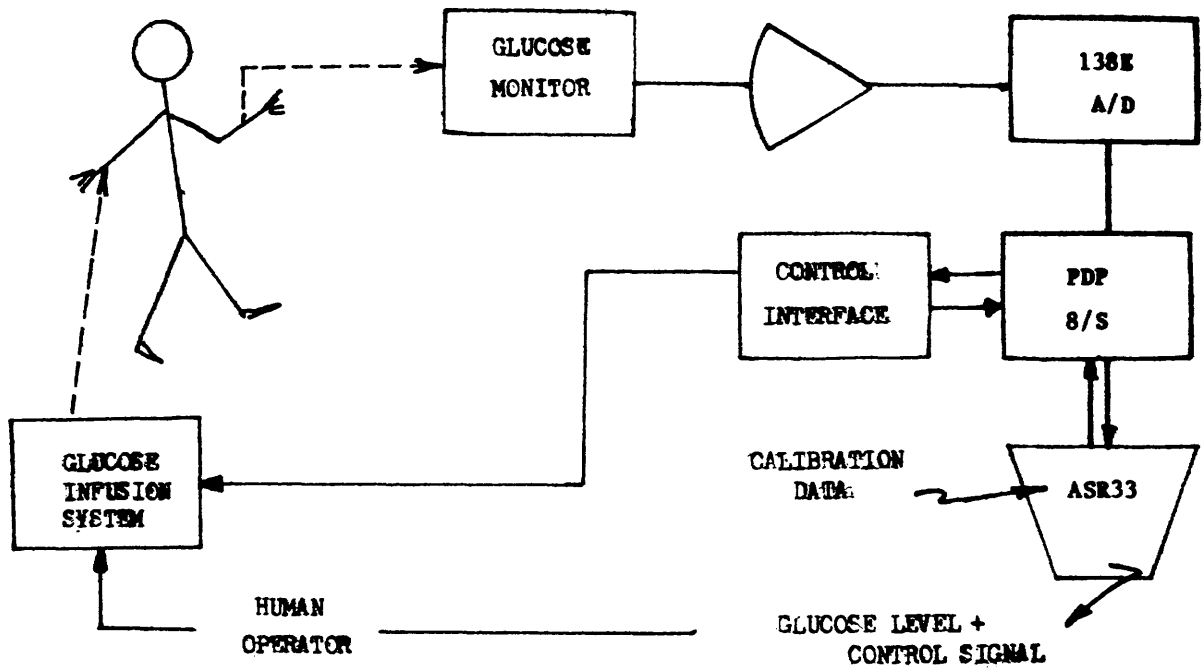 GLUCOSE
MONITOR
138E
A/D
CONTROL
INTERFACE
PDP
8/S
GLUCOSE
INFUSION
SYSTEM
CALIBRATION
DATA
ASR33
HUMAN
OPERATOR
GLUCOSE LEVEL +
CONTROL SIGNAL